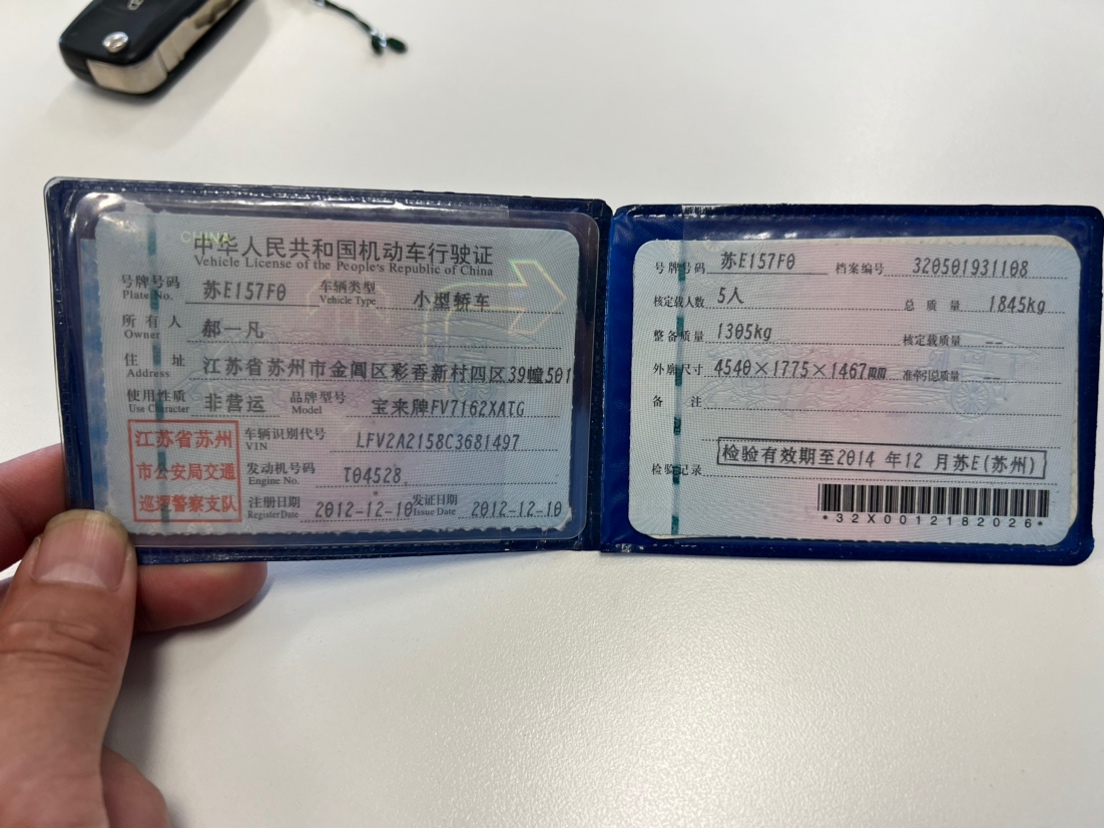 CHINA
中华人民共和国机动车行驶证
Vehicle License of the People's Republic of China
号牌号码 苏E157F0 车辆类型 小型轿车
Plate No. Vehicle Type
所有人 郝一凡
Owner
住址 江苏省苏州市金阊区彩香新村四区39幢501
Address
使用性质 非营运 品牌型号 宝来牌FV7162XATG
Use Character Model
江苏省苏州
市公安局交通
巡逻警察支队
车辆识别代号 LFV2A2158C3681497
VIN
发动机号码 T04528
Engine No.
注册日期 2012-12-10 发证日期 2012-12-10
Register Date Issue Date
号牌号码 苏E157F0 档案编号 320501931108
核定载人数 5人 总质量 1845kg
整备质量 1305kg 核定载质量 --
外廓尺寸 4540×1775×1467mm 准牵引总质量 --
备注
检验记录 检验有效期至2014年12月苏E(苏州)
*32X0012182026*